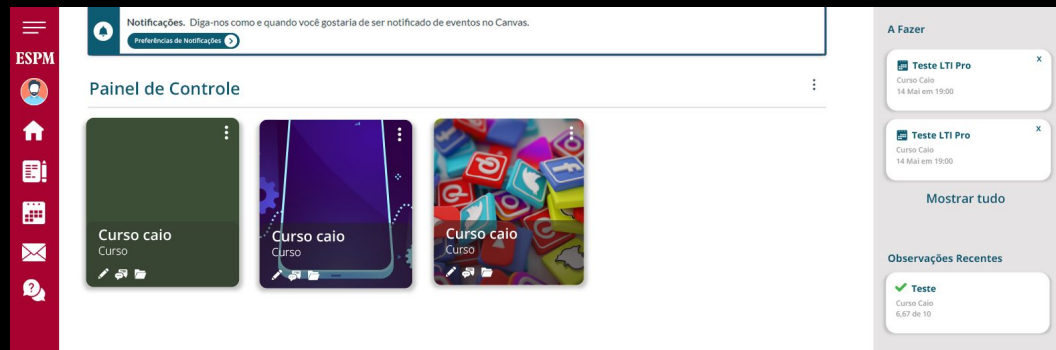 Notificações. Diga-nos como e quando você gostaria de ser notificado de eventos no Canvas.
Preferências de Notificações
ESPM
Painel de Controle
Curso caio
Curso
Curso caio
Curso
Curso caio
Curso
A Fazer
Teste LTI Pro
x
Curso Caio
14 Mai em 19:00
Teste LTI Pro
x
Curso Caio
14 Mai em 19:00
Mostrar tudo
Observações Recentes
Teste
Curso Caio
6,67 de 10